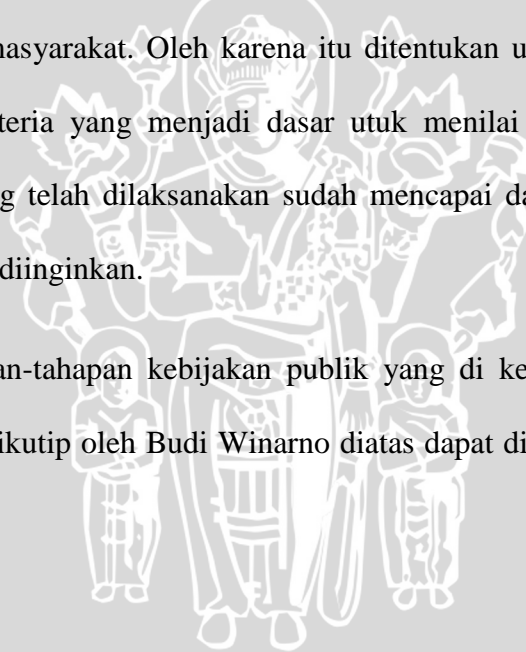 nasyarakat. Oleh karena itu ditentukan u
teria yang menjadi dasar utuk menilai
g telah dilaksanakan sudah mencapai da
diinginkan.
an-tahapan kebijakan publik yang di ke
ikutip oleh Budi Winarno diatas dapat di